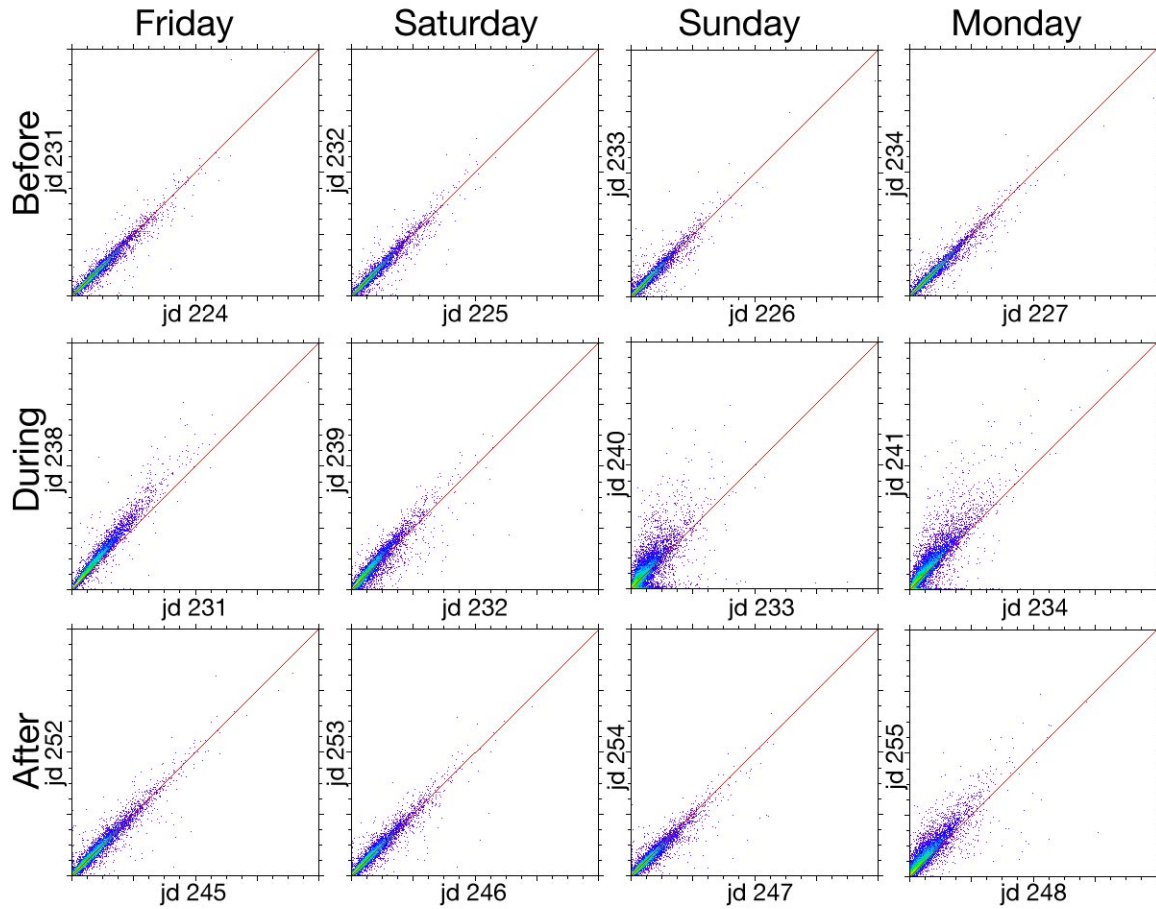 Friday Saturday Sunday Monday
Before
jd 231 jd 232 jd 233 jd 234
jd 224 jd 225 jd 226 jd 227
During
jd 238 jd 239 jd 240 jd 241
jd 231 jd 232 jd 233 jd 234
After
jd 252 jd 253 jd 254 jd 255
jd 245 jd 246 jd 247 jd 248